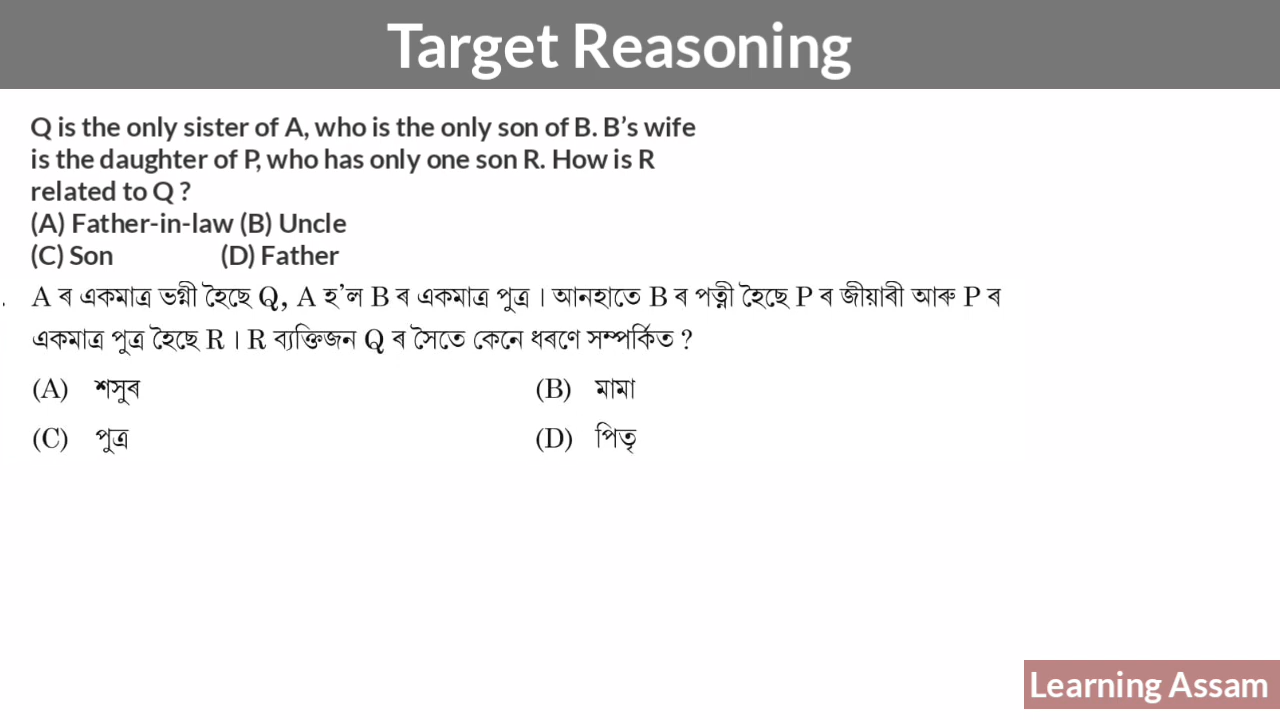 Target Reasoning
Q is the only sister of A, who is the only son of B. B’s wife
is the daughter of P, who has only one son R. How is R
related to Q ?
(A) Father-in-law (B) Uncle
(C) Son (D) Father
. A ৰ একমাত্ৰ ভগ্নী হৈছে Q, A হ’ল B ৰ একমাত্ৰ পুত্ৰ । আনহাতে B ৰ পত্নী হৈছে P ৰ জীয়াৰী আৰু P ৰ
একমাত্ৰ পুত্ৰ হৈছে R । R ব্যক্তিজন Q ৰ সৈতে কেনে ধৰণে সম্পৰ্কিত ?
(A) শসুৰ (B) মামা
(C) পুত্ৰ (D) পিতৃ
Learning Assam